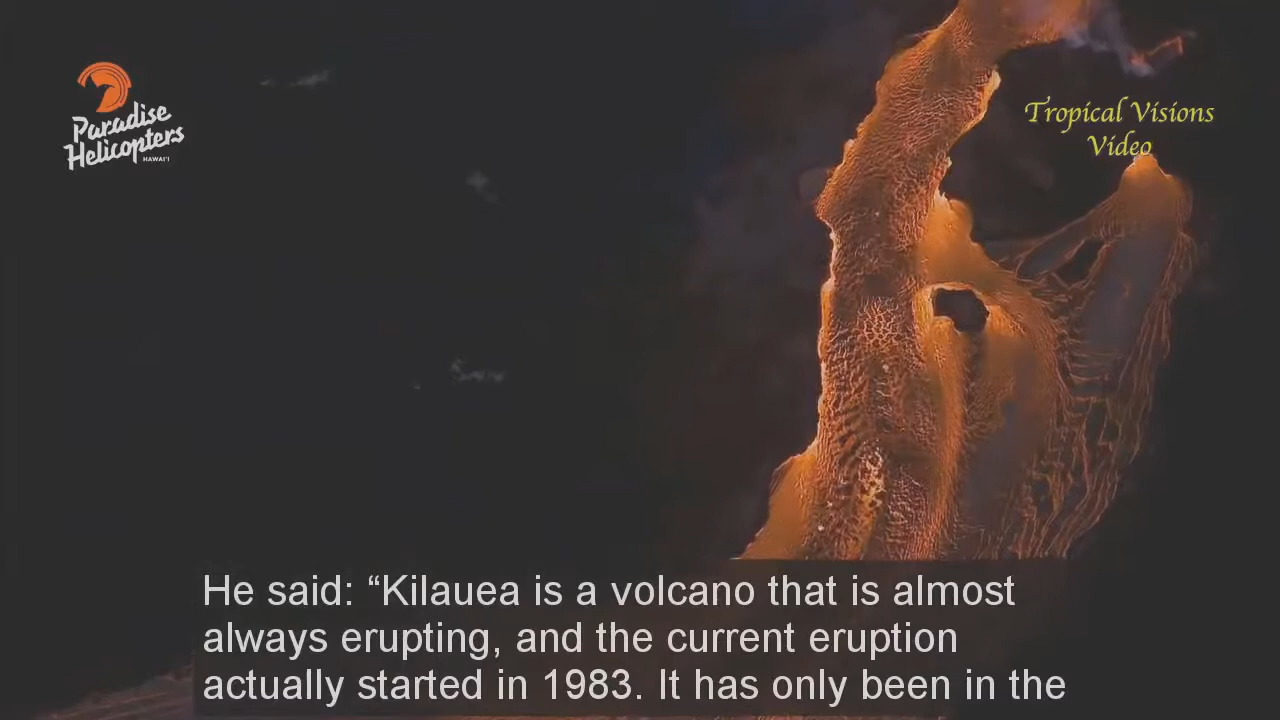 Paradise
Helicopters
HAWAI'I
Tropical Visions
Video
He said: “Kilauea is a volcano that is almost
always erupting, and the current eruption
actually started in 1983. It has only been in the